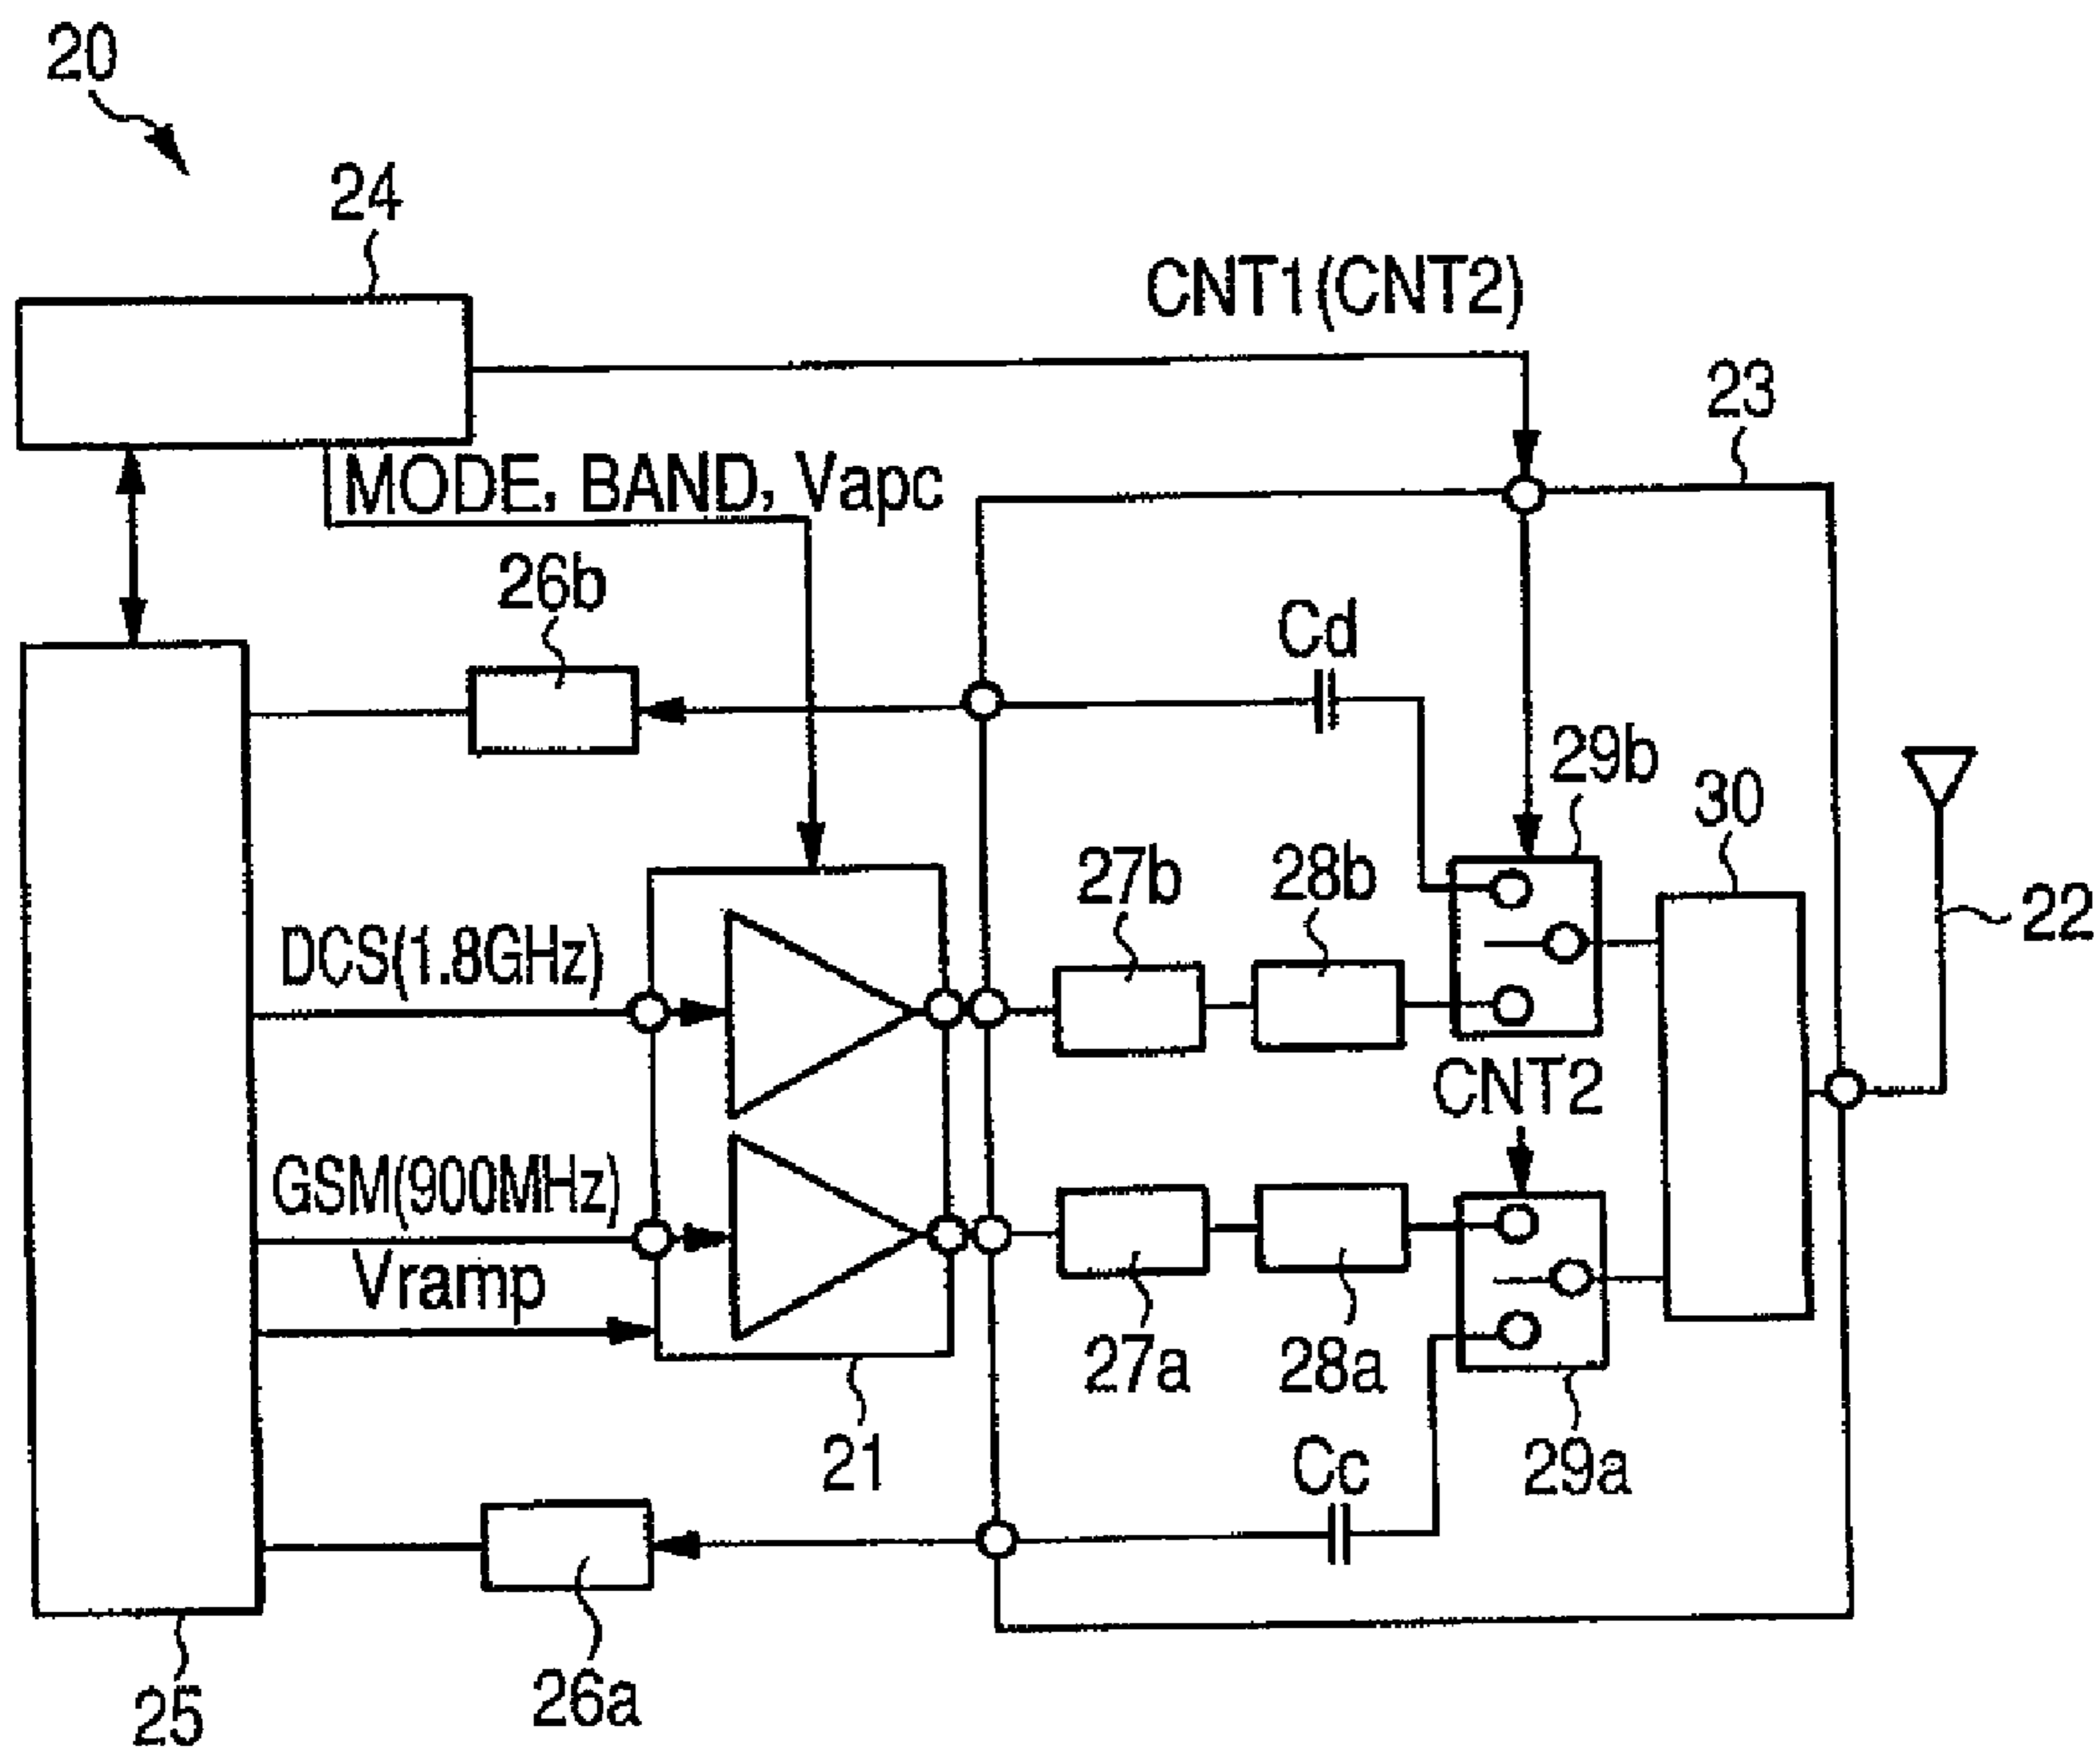 20
24
CNT1(CNT2)
23
MODE, BAND, Vapc
26b
Cd
29b
30
27b
28b
22
DCS(1.8GHz)
CNT2
GSM(900MHz)
Vramp
27a
28a
21
Cc
29a
25
26a